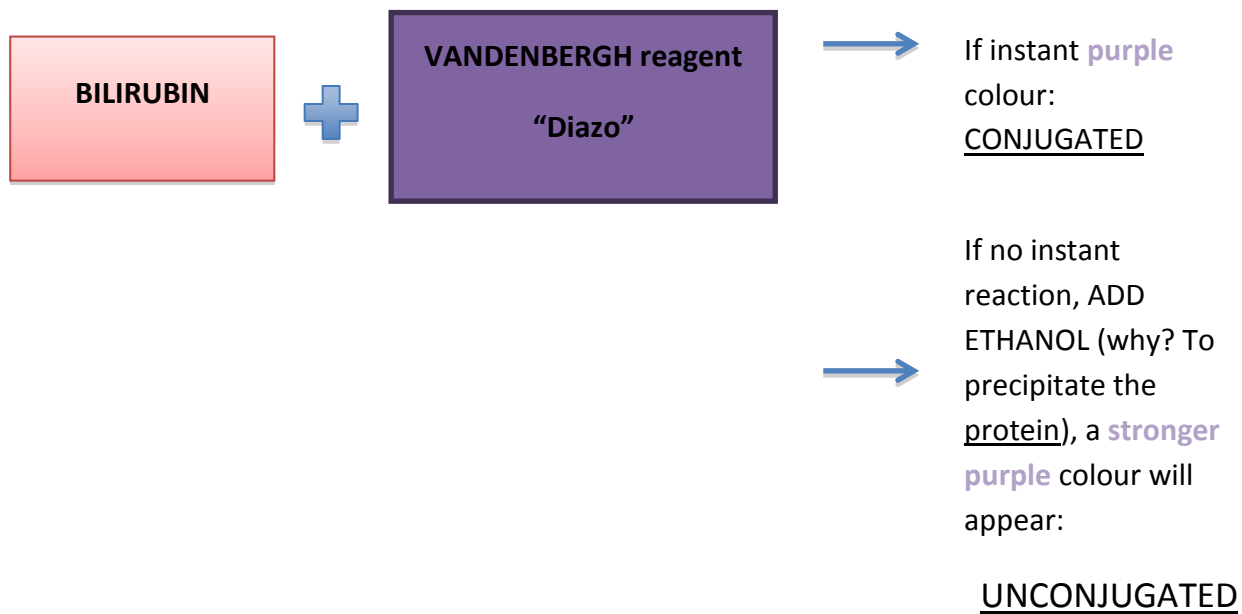 BILIRUBIN
VANDENBERGH reagent
“Diazo”
If instant purple
colour:
CONJUGATED
If no instant
reaction, ADD
ETHANOL (why? To
precipitate the
protein), a stronger
purple colour will
appear:
UNCONJUGATED